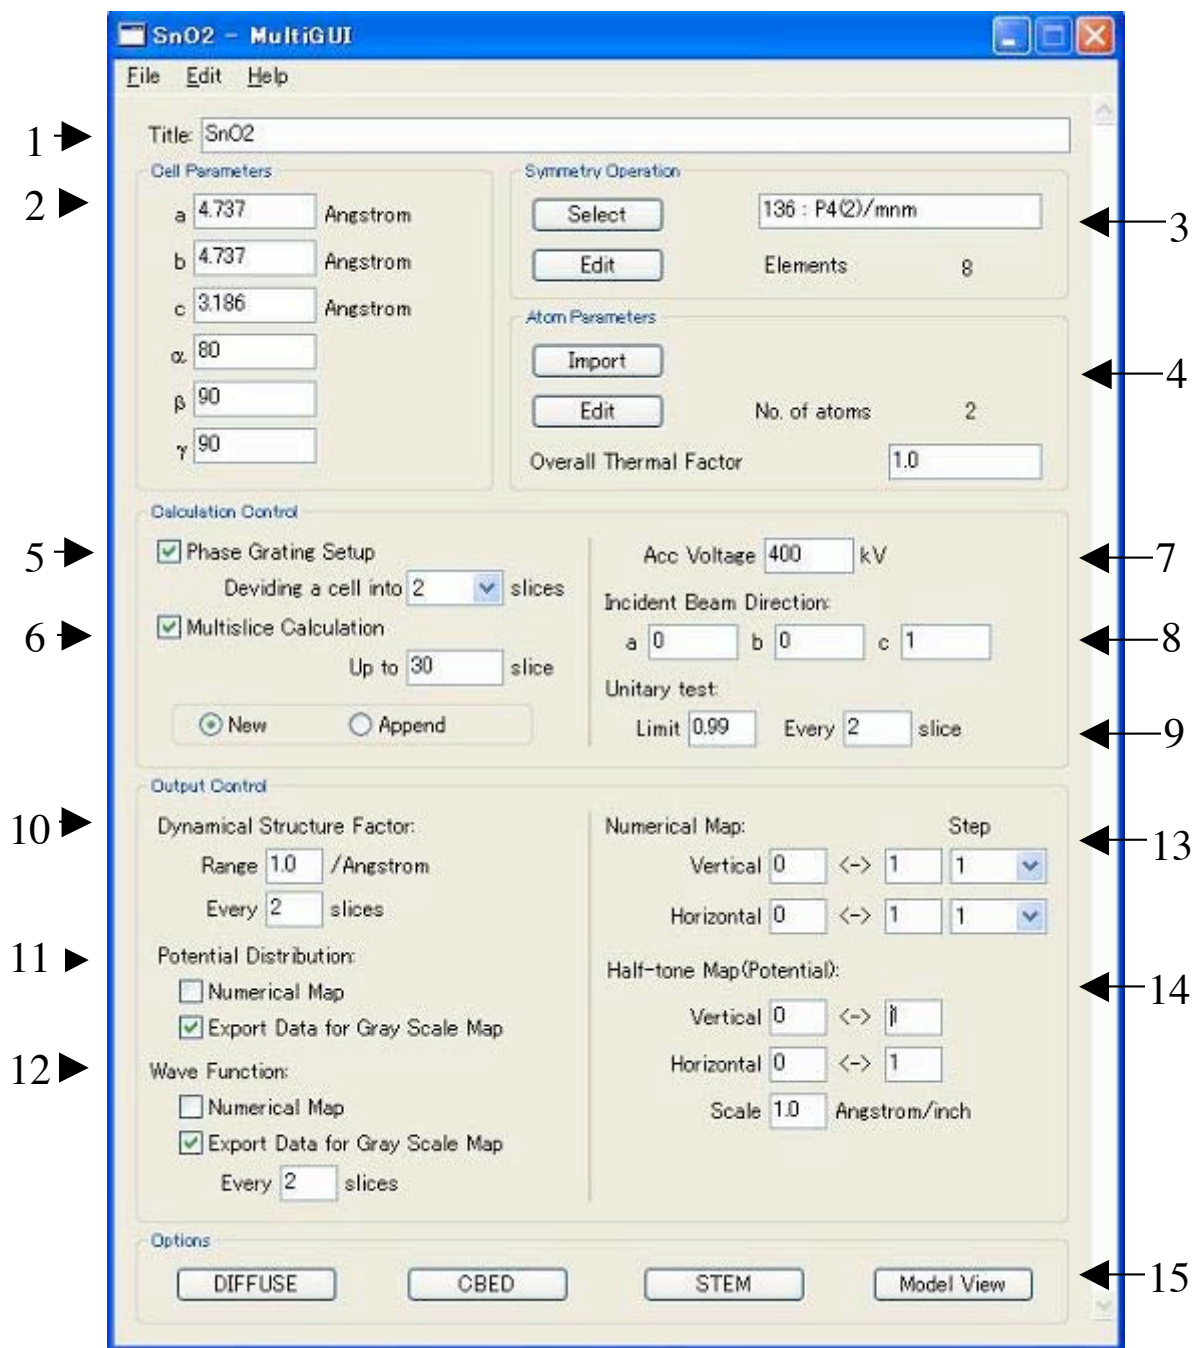 SnO2 - MultiGUI
File Edit Help
1 Title: SnO2
Cell Parameters
2 a 4.737 Angstrom
b 4.737 Angstrom
c 3.186 Angstrom
α 80
β 90
γ 90
Symmetry Operation
Select 136 : P4(2)/mnm 3
Edit Elements 8
Atom Parameters
Import 4
Edit No. of atoms 2
Overall Thermal Factor 1.0
Calculation Control
5 Phase Grating Setup
Deviding a cell into 2 slices
6 Multislice Calculation
Up to 30 slice
New Append
Acc Voltage 400 kV 7
Incident Beam Direction:
a 0 b 0 c 1 8
Unitary test:
Limit 0.99 Every 2 slice 9
Output Control
10 Dynamical Structure Factor:
Range 1.0 /Angstrom
Every 2 slices
11 Potential Distribution:
Numerical Map
Export Data for Gray Scale Map
12 Wave Function:
Numerical Map
Export Data for Gray Scale Map
Every 2 slices
Numerical Map: Step 13
Vertical 0 <-> 1 1
Horizontal 0 <-> 1 1
Half-tone Map(Potential): 14
Vertical 0 <-> 1
Horizontal 0 <-> 1
Scale 1.0 Angstrom/inch
Options
DIFFUSE CBED STEM Model View 15